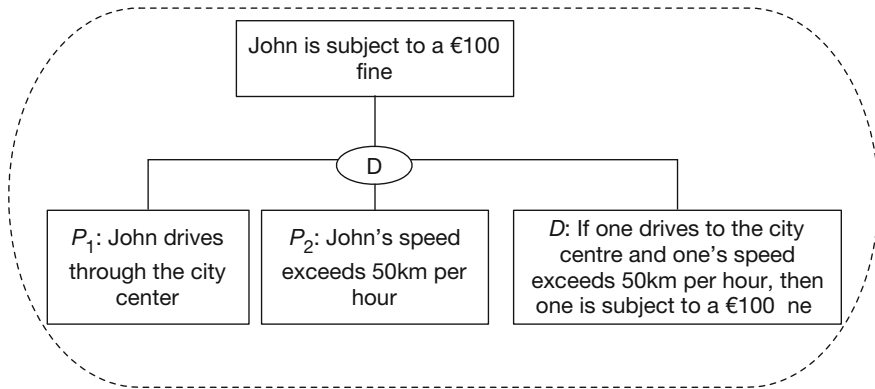 John is subject to a €100
fine
D
P1: John drives
through the city
center
P2: John’s speed
exceeds 50km per
hour
D: If one drives to the city
centre and one’s speed
exceeds 50km per hour, then
one is subject to a €100 ne